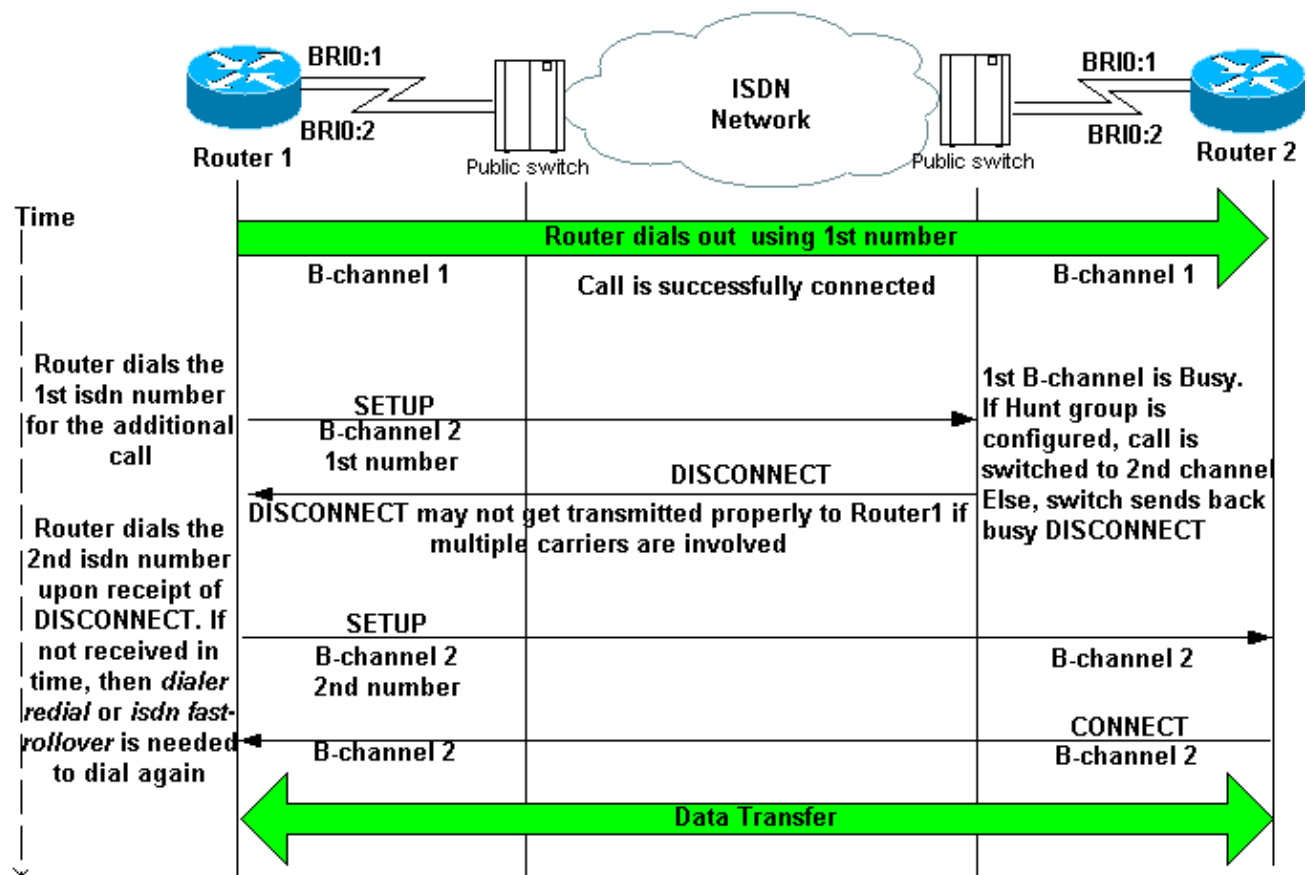 BRI0:1
BRI0:2
Router 1
Public switch
ISDN
Network
Public switch
BRI0:1
BRI0:2
Router 2
Time
Router dials out using 1st number
B-channel 1
Call is successfully connected
B-channel 1
Router dials the
1st isdn number
for the additional
call
SETUP
B-channel 2
1st number
1st B-channel is Busy.
If Hunt group is
configured, call is
switched to 2nd channel
Else, switch sends back
busy DISCONNECT
DISCONNECT
DISCONNECT may not get transmitted properly to Router1 if
multiple carriers are involved
Router dials the
2nd isdn number
upon receipt of
DISCONNECT. If
not received in
time, then dialer
redial or isdn fast-
rollover is needed
to dial again
SETUP
B-channel 2
2nd number
B-channel 2
CONNECT
B-channel 2
B-channel 2
Data Transfer